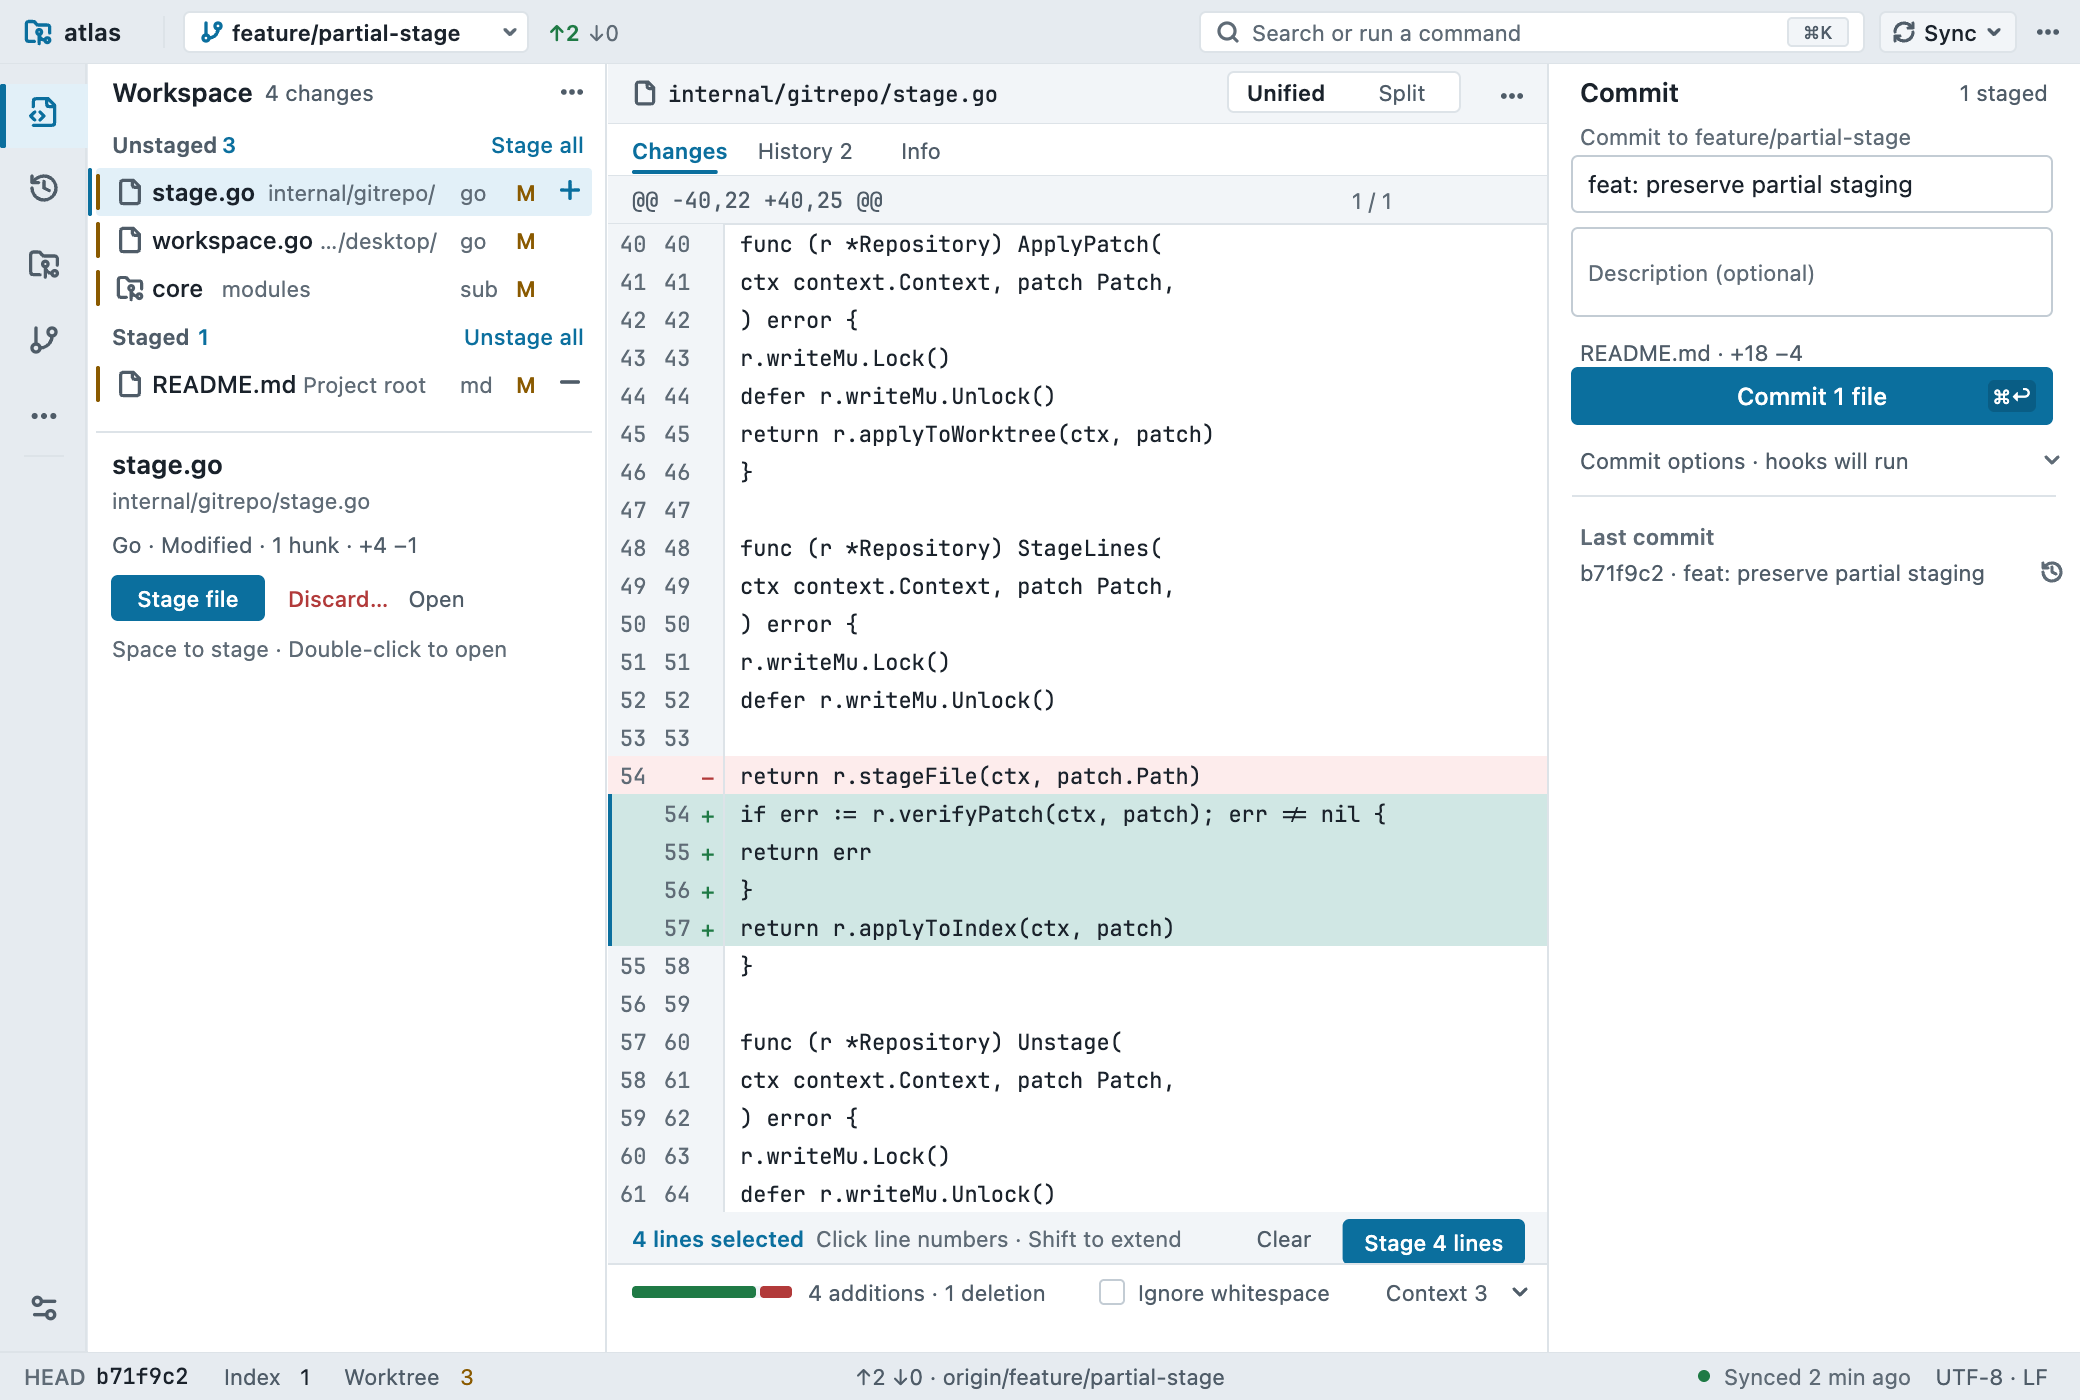 atlas
feature/partial-stage
↑2 ↓0
Search or run a command
⌘K
Sync
Workspace 4 changes
Unstaged 3 Stage all
stage.go internal/gitrepo/ go M +
workspace.go .../desktop/ go M
core modules sub M
Staged 1 Unstage all
README.md Project root md M −
stage.go
internal/gitrepo/stage.go
Go · Modified · 1 hunk · +4 −1
Stage file Discard... Open
Space to stage · Double-click to open
internal/gitrepo/stage.go
Unified Split
Changes History 2 Info
@@ -40,22 +40,25 @@ 1 / 1
40 40 func (r *Repository) ApplyPatch(
41 41 ctx context.Context, patch Patch,
42 42 ) error {
43 43 r.writeMu.Lock()
44 44 defer r.writeMu.Unlock()
45 45 return r.applyToWorktree(ctx, patch)
46 46 }
47 47
48 48 func (r *Repository) StageLines(
49 49 ctx context.Context, patch Patch,
50 50 ) error {
51 51 r.writeMu.Lock()
52 52 defer r.writeMu.Unlock()
53 53
54 − return r.stageFile(ctx, patch.Path)
54 + if err := r.verifyPatch(ctx, patch); err != nil {
55 + return err
56 + }
57 + return r.applyToIndex(ctx, patch)
55 58 }
56 59
57 60 func (r *Repository) Unstage(
58 61 ctx context.Context, patch Patch,
59 62 ) error {
60 63 r.writeMu.Lock()
61 64 defer r.writeMu.Unlock()
4 lines selected Click line numbers · Shift to extend Clear Stage 4 lines
4 additions · 1 deletion Ignore whitespace Context 3
Commit 1 staged
Commit to feature/partial-stage
feat: preserve partial staging
Description (optional)
README.md · +18 −4
Commit 1 file ⌘↩
Commit options · hooks will run
Last commit
b71f9c2 · feat: preserve partial staging
HEAD b71f9c2 Index 1 Worktree 3
↑2 ↓0 · origin/feature/partial-stage
Synced 2 min ago UTF-8 · LF